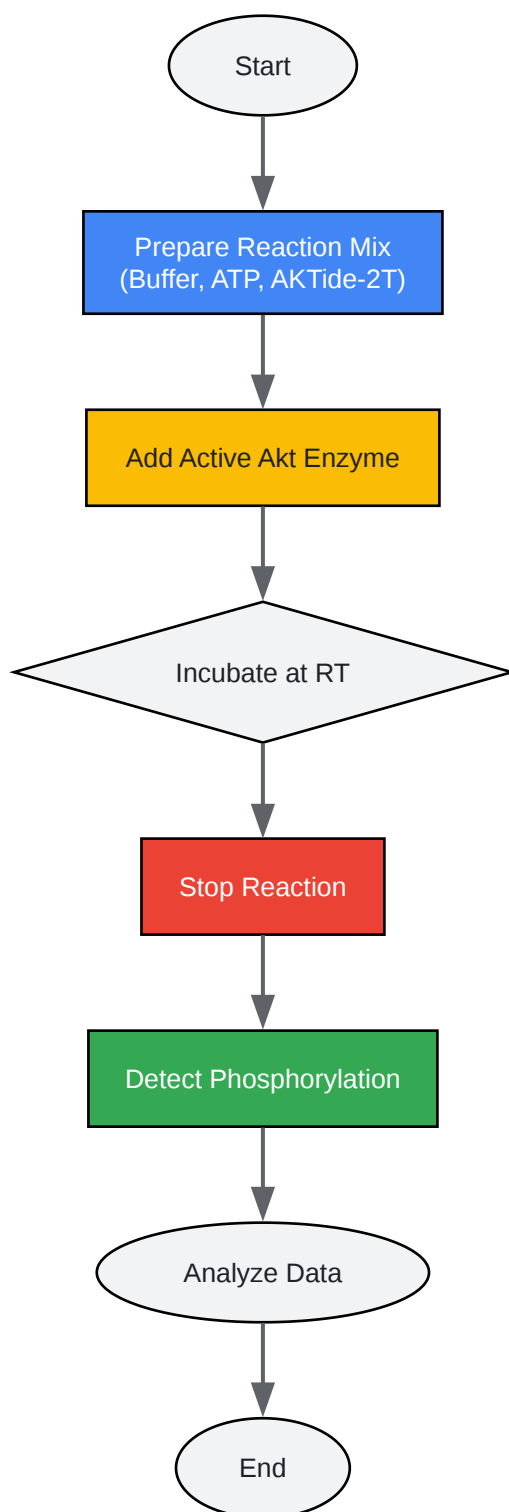 Start
Prepare Reaction Mix
(Buffer, ATP, AKTide-2T)
Add Active Akt Enzyme
Incubate at RT
Stop Reaction
Detect Phosphorylation
Analyze Data
End